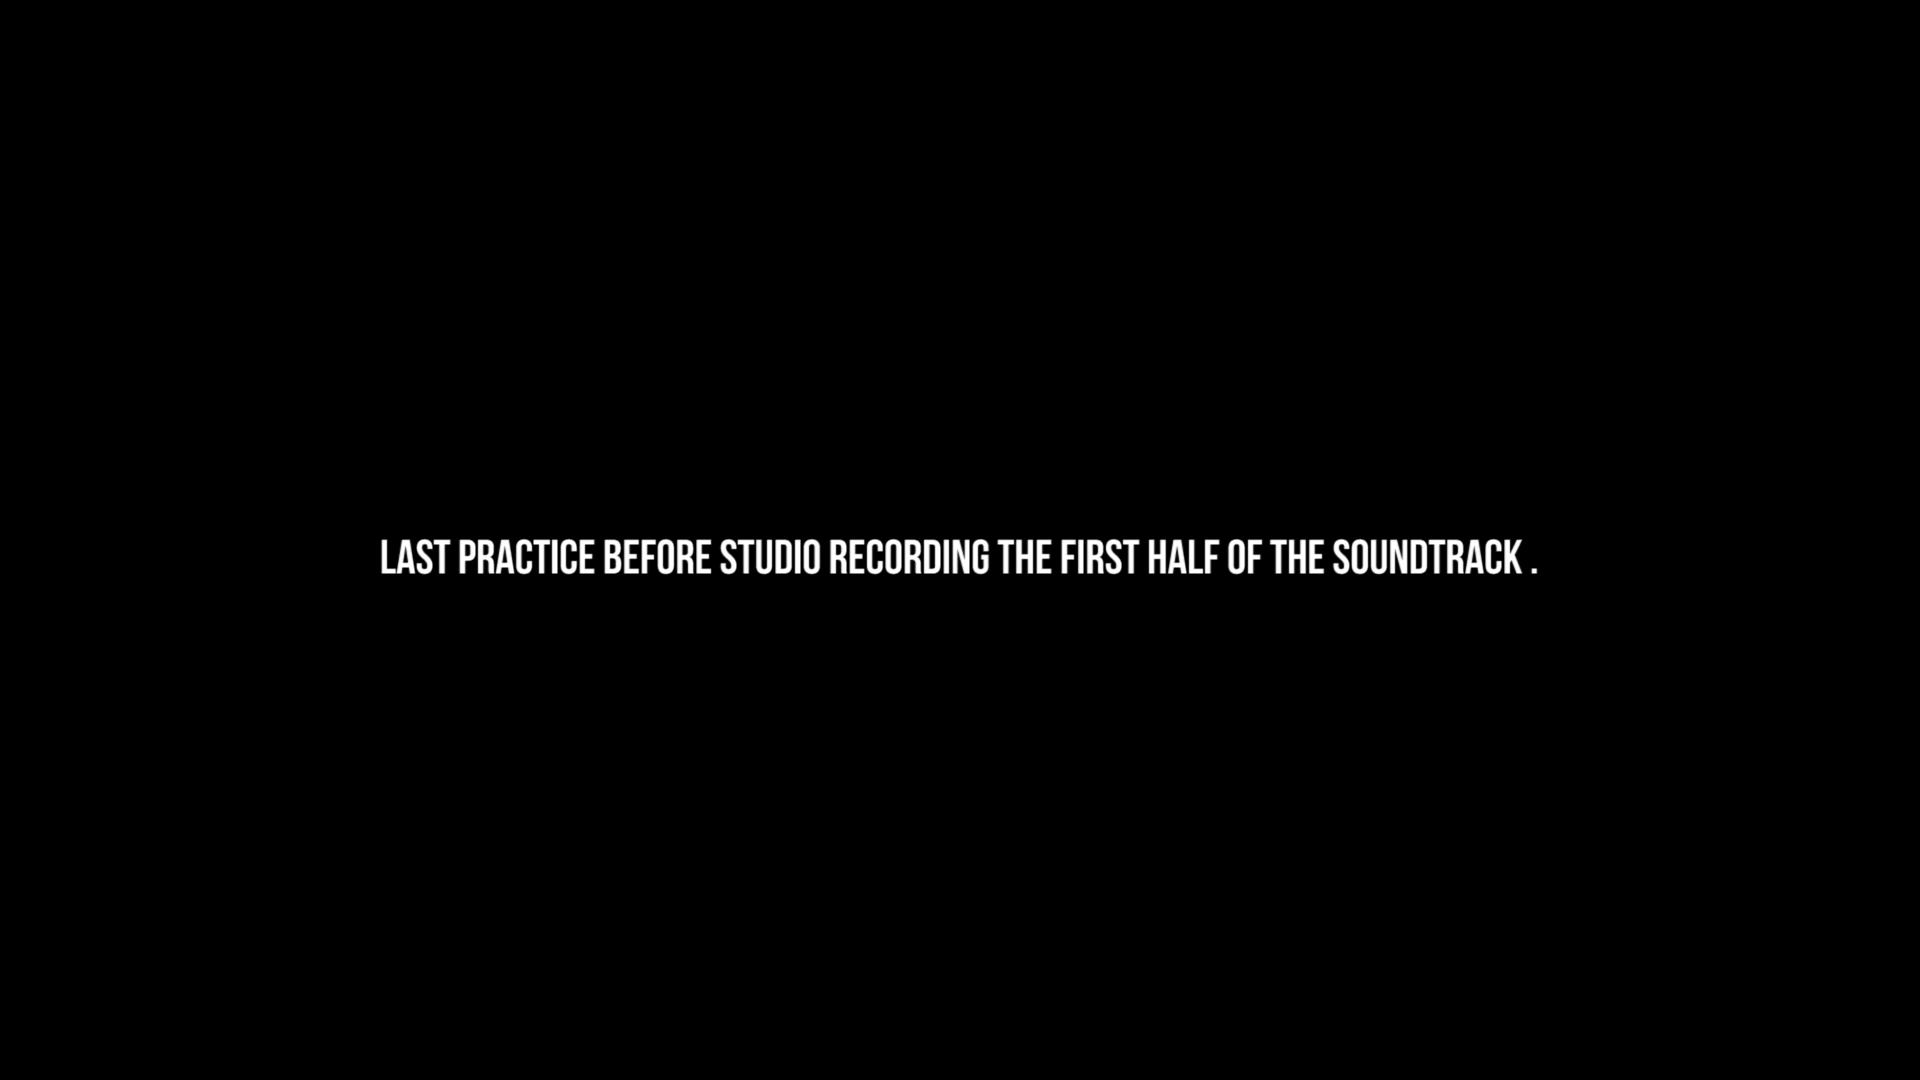 LAST PRACTICE BEFORE STUDIO RECORDING THE FIRST HALF OF THE SOUNDTRACK .